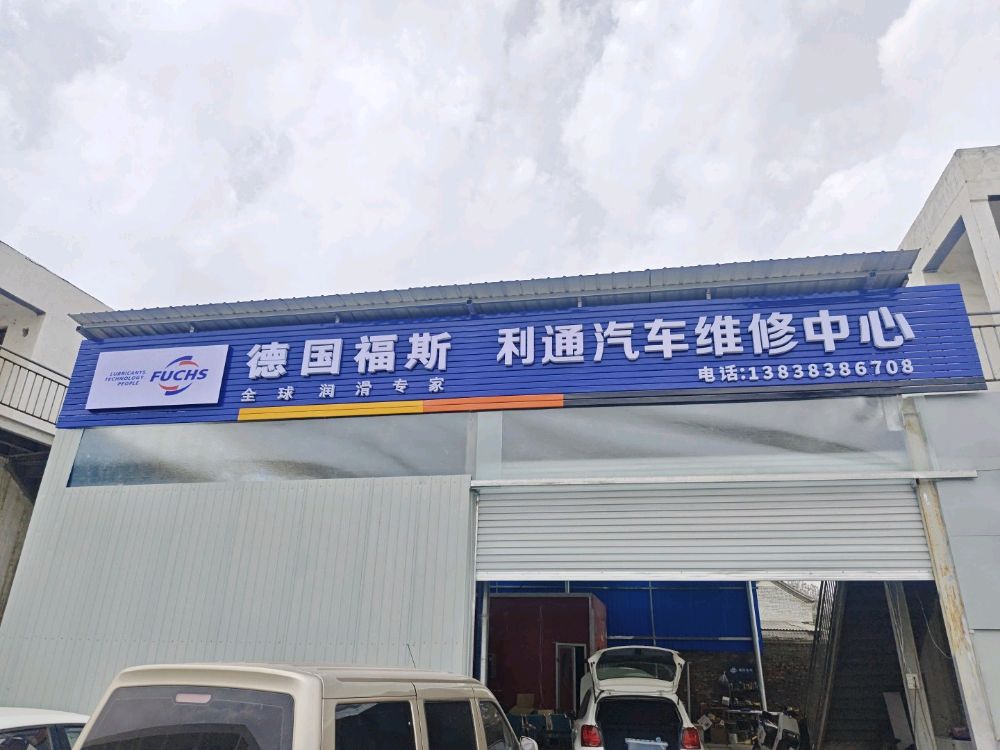 LUBRICANTS.
TECHNOLOGY.
PEOPLE.
FUCHS
德国福斯 利通汽车维修中心
全球润滑专家
电话:13838386708